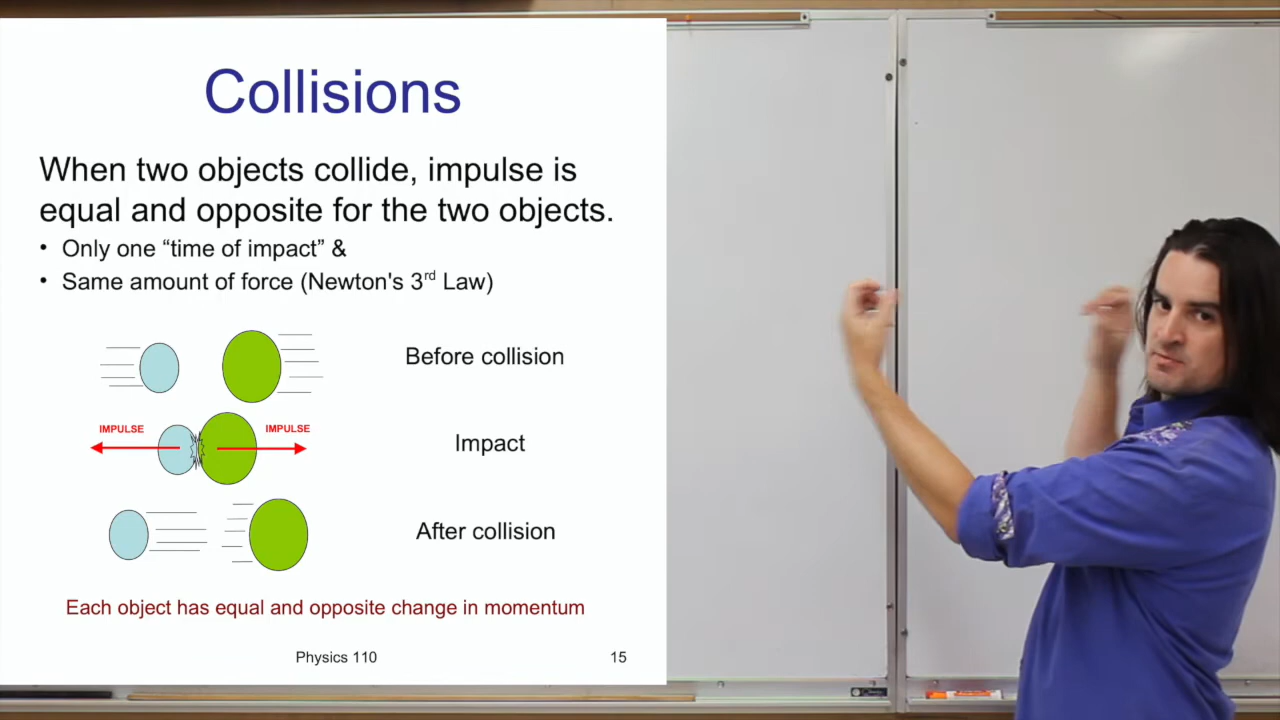 Collisions
When two objects collide, impulse is
equal and opposite for the two objects.
• Only one “time of impact” &
• Same amount of force (Newton's 3rd Law)
Before collision
IMPULSE IMPULSE
Impact
After collision
Each object has equal and opposite change in momentum
Physics 110 15